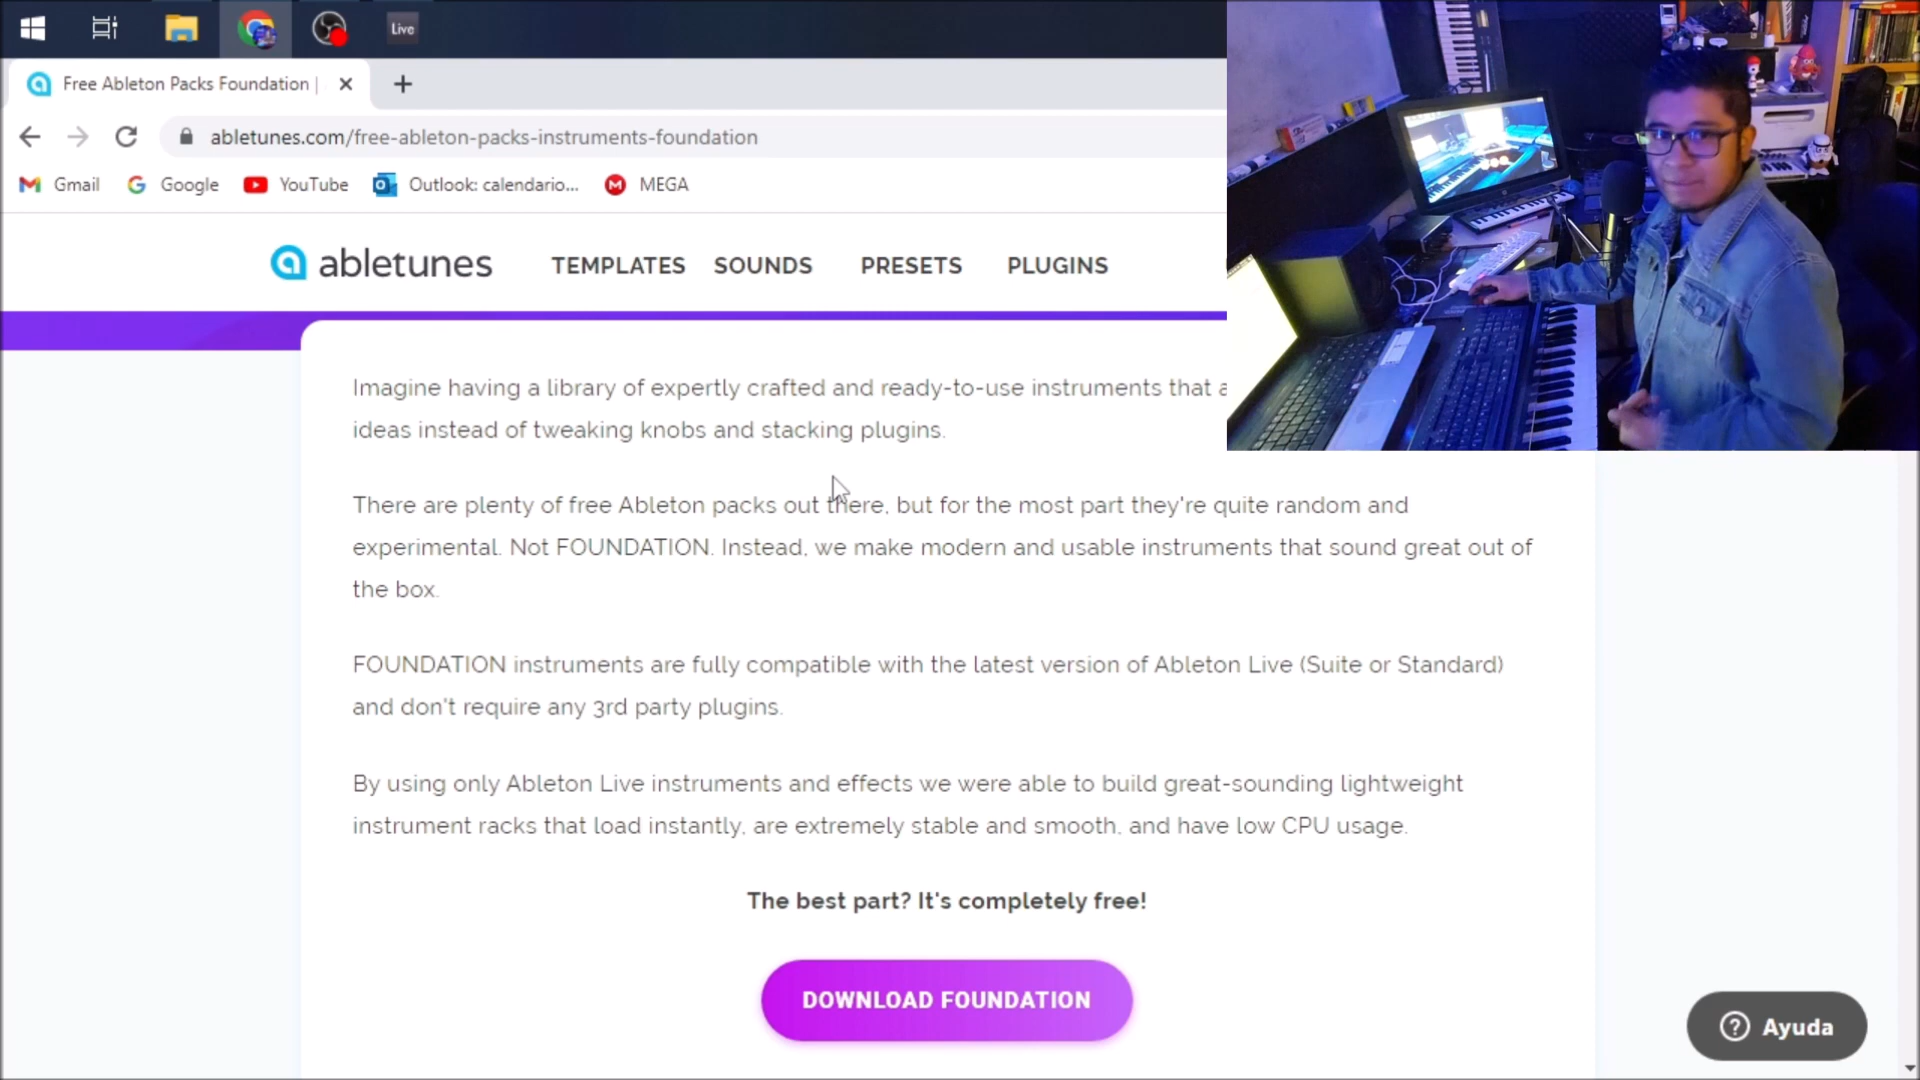 Live
Free Ableton Packs Foundation |
abletunes.com/free-ableton-packs-instruments-foundation
Gmail Google YouTube Outlook: calendario... MEGA
abletunes TEMPLATES SOUNDS PRESETS PLUGINS
Imagine having a library of expertly crafted and ready-to-use instruments that a
ideas instead of tweaking knobs and stacking plugins.
There are plenty of free Ableton packs out there, but for the most part they're quite random and
experimental. Not FOUNDATION. Instead, we make modern and usable instruments that sound great out of
the box.
FOUNDATION instruments are fully compatible with the latest version of Ableton Live (Suite or Standard)
and don't require any 3rd party plugins.
By using only Ableton Live instruments and effects we were able to build great-sounding lightweight
instrument racks that load instantly, are extremely stable and smooth, and have low CPU usage.
The best part? It's completely free!
DOWNLOAD FOUNDATION
Ayuda